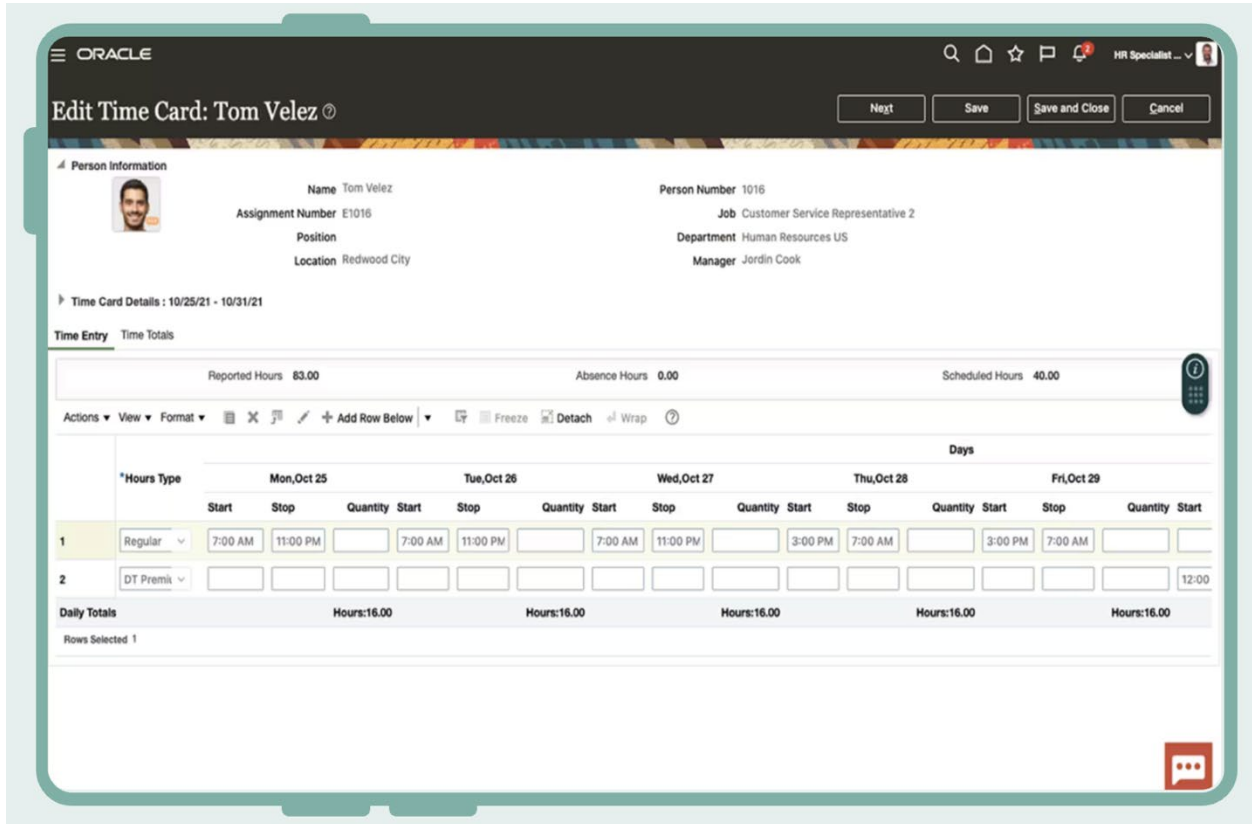 ORACLE
2
HR Specialist ...
Edit Time Card: Tom Velez
Next Save Save and Close Cancel
Person Information
Name Tom Velez Person Number 1016
Assignment Number E1016 Job Customer Service Representative 2
Position Department Human Resources US
Location Redwood City Manager Jordin Cook
Time Card Details : 10/25/21 - 10/31/21
Time Entry Time Totals
Reported Hours 83.00 Absence Hours 0.00 Scheduled Hours 40.00
Actions View Format + Add Row Below Freeze Detach Wrap
Days
*Hours Type Mon,Oct 25 Tue,Oct 26 Wed,Oct 27 Thu,Oct 28 Fri,Oct 29
Start Stop Quantity Start Stop Quantity Start Stop Quantity Start Stop Quantity Start Stop Quantity Start
1 Regular 7:00 AM 11:00 PM 7:00 AM 11:00 PM 7:00 AM 11:00 PM 3:00 PM 7:00 AM 3:00 PM 7:00 AM
2 DT Premiu 12:00
Daily Totals Hours:16.00 Hours:16.00 Hours:16.00 Hours:16.00 Hours:16.00
Rows Selected 1